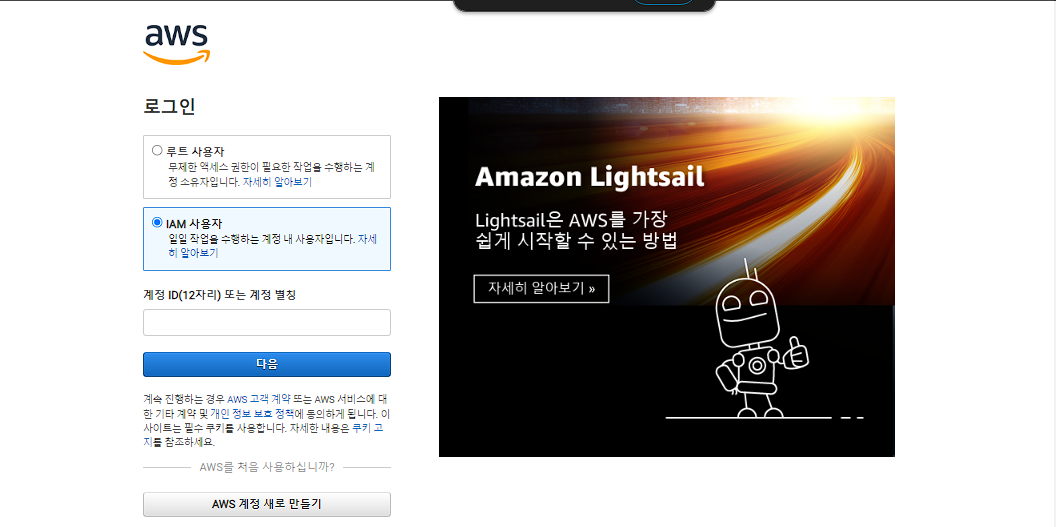 aws
로그인
루트 사용자
무제한 액세스 권한이 필요한 작업을 수행하는 계
정 소유자입니다. 자세히 알아보기
IAM 사용자
일일 작업을 수행하는 계정 내 사용자입니다. 자세
히 알아보기
계정 ID(12자리) 또는 계정 별칭
다음
계속 진행하는 경우 AWS 고객 계약 또는 AWS 서비스에 대
한 기타 계약 및 개인 정보 보호 정책에 동의하게 됩니다. 이
사이트는 필수 쿠키를 사용합니다. 자세한 내용은 쿠키 고
지를 참조하세요.
AWS를 처음 사용하십니까?
AWS 계정 새로 만들기
Amazon Lightsail
Lightsail은 AWS를 가장
쉽게 시작할 수 있는 방법
자세히 알아보기 »